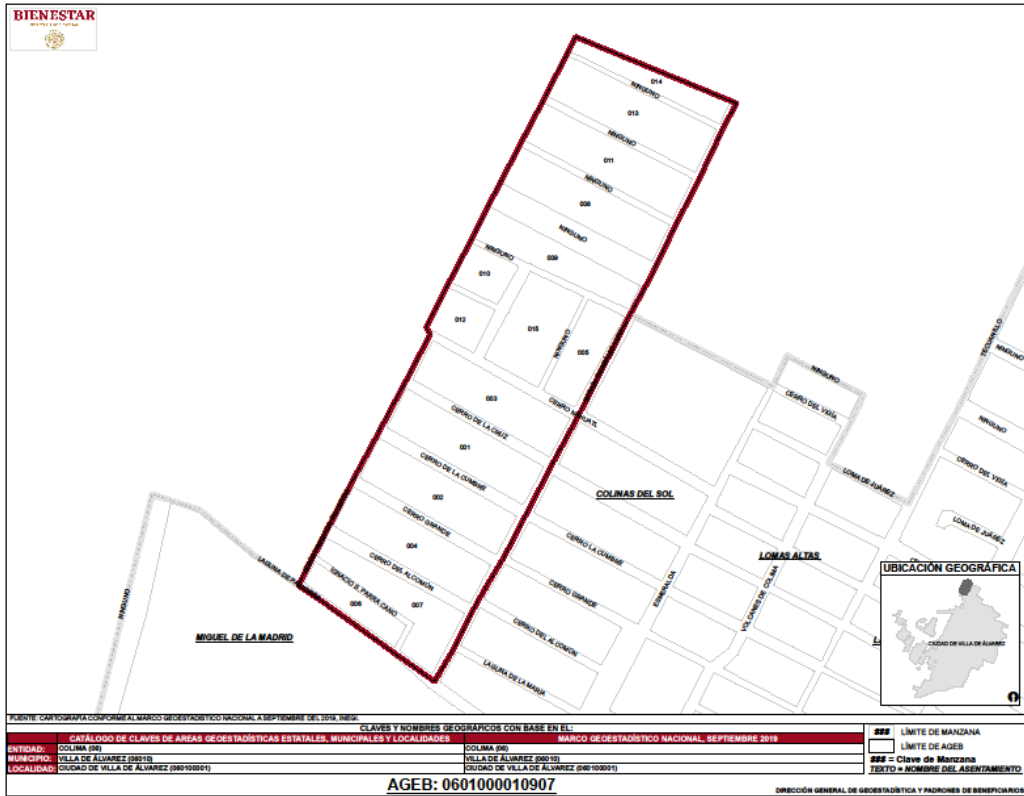 BIENESTAR
014
NINGUNO
013
NINGUNO
011
NINGUNO
008
NINGUNO
009
NINGUNO
010
012
015
NINGUNO
005
003
CERRO DE LA CRUZ
001
CERRO DE LA CUMBRE
002
CERRO GRANDE
004
CERRO DEL ALCOMÚN
IGNACIO B. PARRA CANO
006
007
NINGUNO
MIGUEL DE LA MADRID
COLINAS DEL SOL
CERRO LA CUMBRE
CERRO GRANDE
CERRO DEL ALCOMÚN
LAGUNA DE LA MARIA
ESMERALDA
VOLCANES DE COLIMA
LOMAS ALTAS
NINGUNO
CERRO DEL VERÍA
LOMA DE JUÁREZ
TECUANILLO
NINGUNO
NINGUNO
CERRO DEL VERÍA
LOMA DE JUÁREZ
UBICACIÓN GEOGRÁFICA
CIUDAD DE VILLA DE ÁLVAREZ
FUENTE: CARTOGRAFÍA CONFORME AL MARCO GEOESTADÍSTICO NACIONAL A SEPTIEMBRE DEL 2019, INEGI.
CLAVES Y NOMBRES GEOGRÁFICOS CON BASE EN EL:
CATÁLOGO DE CLAVES DE AREAS GEOESTADÍSTICAS ESTATALES, MUNICIPALES Y LOCALIDADES MARCO GEOESTADÍSTICO NACIONAL, SEPTIEMBRE 2019
ENTIDAD: COLIMA (06) COLIMA (06)
MUNICIPIO: VILLA DE ÁLVAREZ (06010) VILLA DE ÁLVAREZ (06010)
LOCALIDAD: CIUDAD DE VILLA DE ÁLVAREZ (060100001) CIUDAD DE VILLA DE ÁLVAREZ (060100001)
### LÍMITE DE MANZANA
LÍMITE DE AGEB
### = Clave de Manzana
TEXTO = NOMBRE DEL ASENTAMIENTO
AGEB: 0601000010907
DIRECCIÓN GENERAL DE GEOESTADÍSTICA Y PADRONES DE BENEFICIARIOS